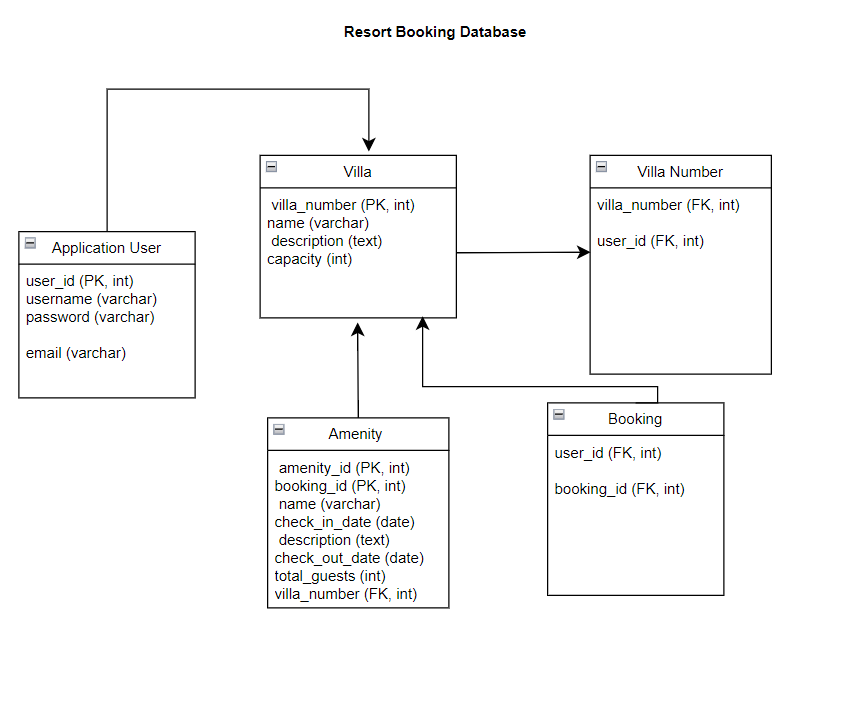 Resort Booking Database
Villa
villa_number (PK, int)
name (varchar)
description (text)
capacity (int)
Villa Number
villa_number (FK, int)
user_id (FK, int)
Application User
user_id (PK, int)
username (varchar)
password (varchar)
email (varchar)
Amenity
amenity_id (PK, int)
booking_id (PK, int)
name (varchar)
check_in_date (date)
description (text)
check_out_date (date)
total_guests (int)
villa_number (FK, int)
Booking
user_id (FK, int)
booking_id (FK, int)